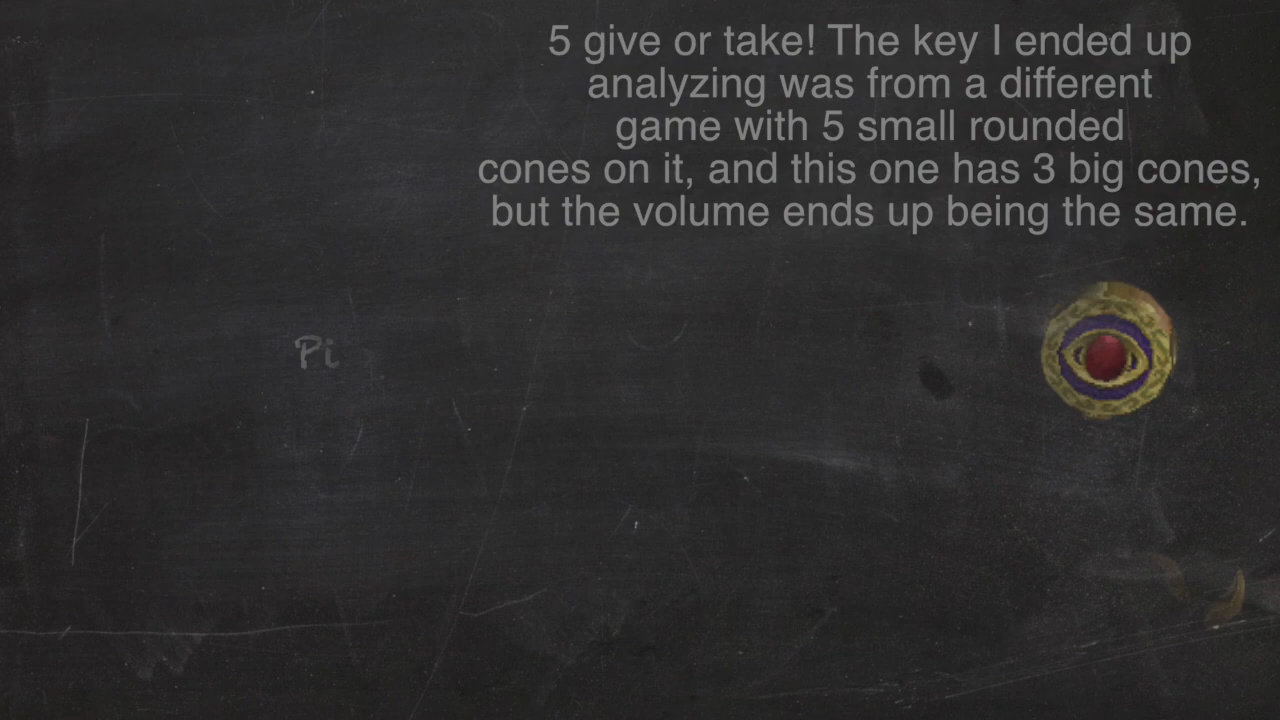 5 give or take! The key I ended up
analyzing was from a different
game with 5 small rounded
cones on it, and this one has 3 big cones,
but the volume ends up being the same.
Pi